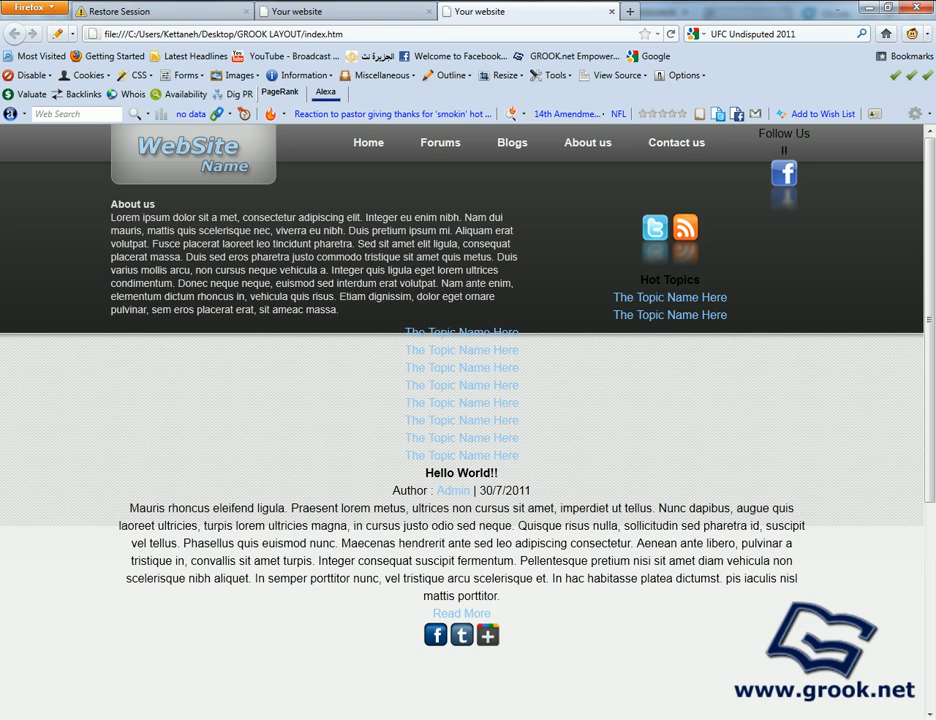 Firefox
Restore Session
Your website
Your website
file:///C:/Users/Kettaneh/Desktop/GROOK LAYOUT/index.htm
UFC Undisputed 2011
Most Visited
Getting Started
Latest Headlines
YouTube - Broadcast ...
الجزيرة نت
Welcome to Facebook...
GROOK.net Empower...
Google
Bookmarks
Disable
Cookies
CSS
Forms
Images
Information
Miscellaneous
Outline
Resize
Tools
View Source
Options
Valuate
Backlinks
Whois
Availability
Dig PR
PageRank
Alexa
Web Search
no data
Reaction to pastor giving thanks for 'smokin' hot ...
14th Amendme...
NFL
Add to Wish List
WebSite
Name
Home
Forums
Blogs
About us
Contact us
Follow Us
!!
About us
Lorem ipsum dolor sit a met, consectetur adipiscing elit. Integer eu enim nibh. Nam dui
mauris, mattis quis scelerisque nec, viverra eu nibh. Duis pretium ipsum mi. Aliquam erat
volutpat. Fusce placerat laoreet leo tincidunt pharetra. Sed sit amet elit ligula, consequat
placerat massa. Duis sed eros pharetra justo commodo tristique sit amet quis metus. Duis
varius mollis arcu, non cursus neque vehicula a. Integer quis ligula eget lorem ultrices
condimentum. Donec neque neque, euismod sed interdum erat volutpat. Nam ante enim,
elementum dictum rhoncus in, vehicula quis risus. Etiam dignissim, dolor eget ornare
pulvinar, sem eros placerat erat, sit ameac massa.
Hot Topics
The Topic Name Here
The Topic Name Here
The Topic Name Here
The Topic Name Here
The Topic Name Here
The Topic Name Here
The Topic Name Here
The Topic Name Here
The Topic Name Here
The Topic Name Here
Hello World!!
Author : Admin | 30/7/2011
Mauris rhoncus eleifend ligula. Praesent lorem metus, ultrices non cursus sit amet, imperdiet ut tellus. Nunc dapibus, augue quis
laoreet ultricies, turpis lorem ultricies magna, in cursus justo odio sed neque. Quisque risus nulla, sollicitudin sed pharetra id, suscipit
vel tellus. Phasellus quis euismod nunc. Maecenas hendrerit ante sed leo adipiscing consectetur. Aenean ante libero, pulvinar a
tristique in, convallis sit amet turpis. Integer consequat suscipit fermentum. Pellentesque pretium nisi sit amet diam vehicula non
scelerisque nibh aliquet. In semper porttitor nunc, vel tristique arcu scelerisque et. In hac habitasse platea dictumst. pis iaculis nisl
mattis porttitor.
Read More
www.grook.net